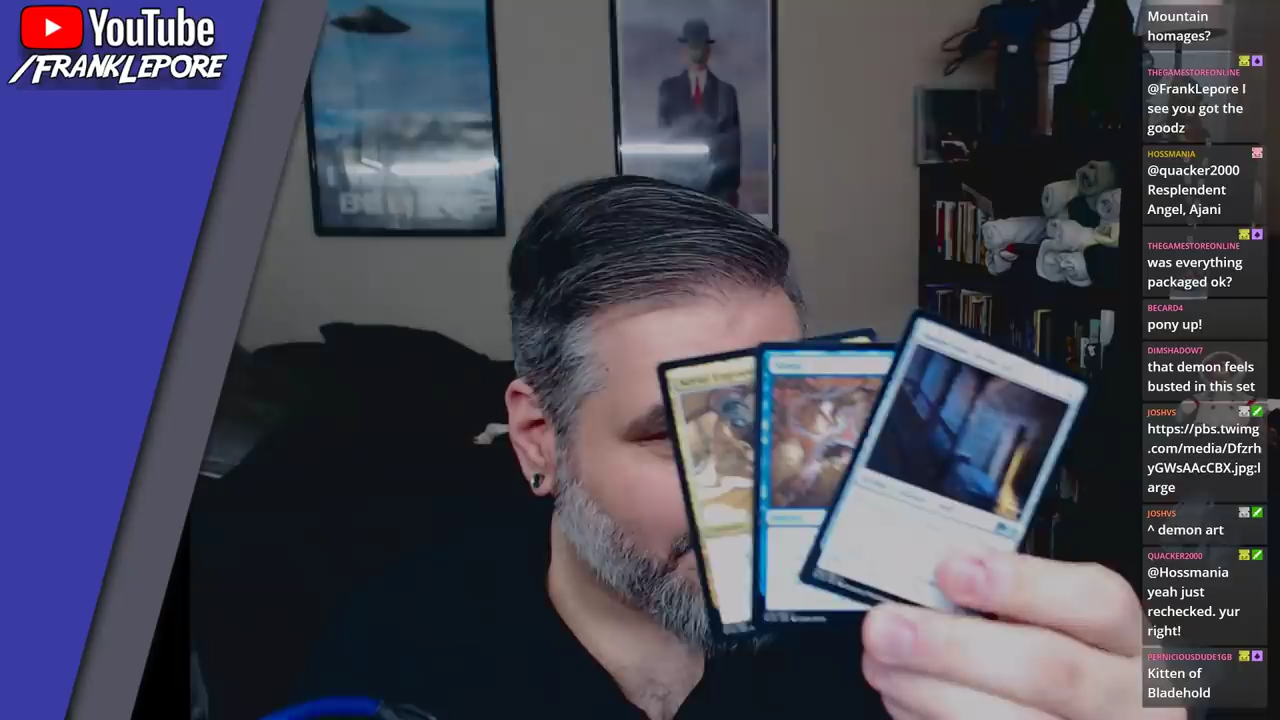 YouTube
/FRANKLEPORE
Mountain
homages?
THEGAMESTOREONLINE
@FrankLepore I
see you got the
goodz
HOSSMANIA
@quacker2000
Resplendent
Angel, Ajani
THEGAMESTOREONLINE
was everything
packaged ok?
BECARD4
pony up!
DIMSHADOW7
that demon feels
busted in this set
JOSHVS
https://pbs.twimg
.com/media/Dfzrh
yGWsAAcCBX.jpg:l
arge
JOSHVS
^ demon art
QUACKER2000
@Hossmania
yeah just
rechecked. yur
right!
PERNICIOUSDUDE1GB
Kitten of
Bladehold